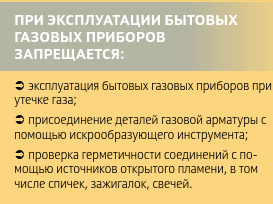 ПРИ ЭКСПЛУАТАЦИИ БЫТОВЫХ
ГАЗОВЫХ ПРИБОРОВ
ЗАПРЕЩАЕТСЯ:
➲ эксплуатация бытовых газовых приборов при
утечке газа;
➲ присоединение деталей газовой арматуры с
помощью искрообразующего инструмента;
➲ проверка герметичности соединений с по-
мощью источников открытого пламени, в том
числе спичек, зажигалок, свечей.